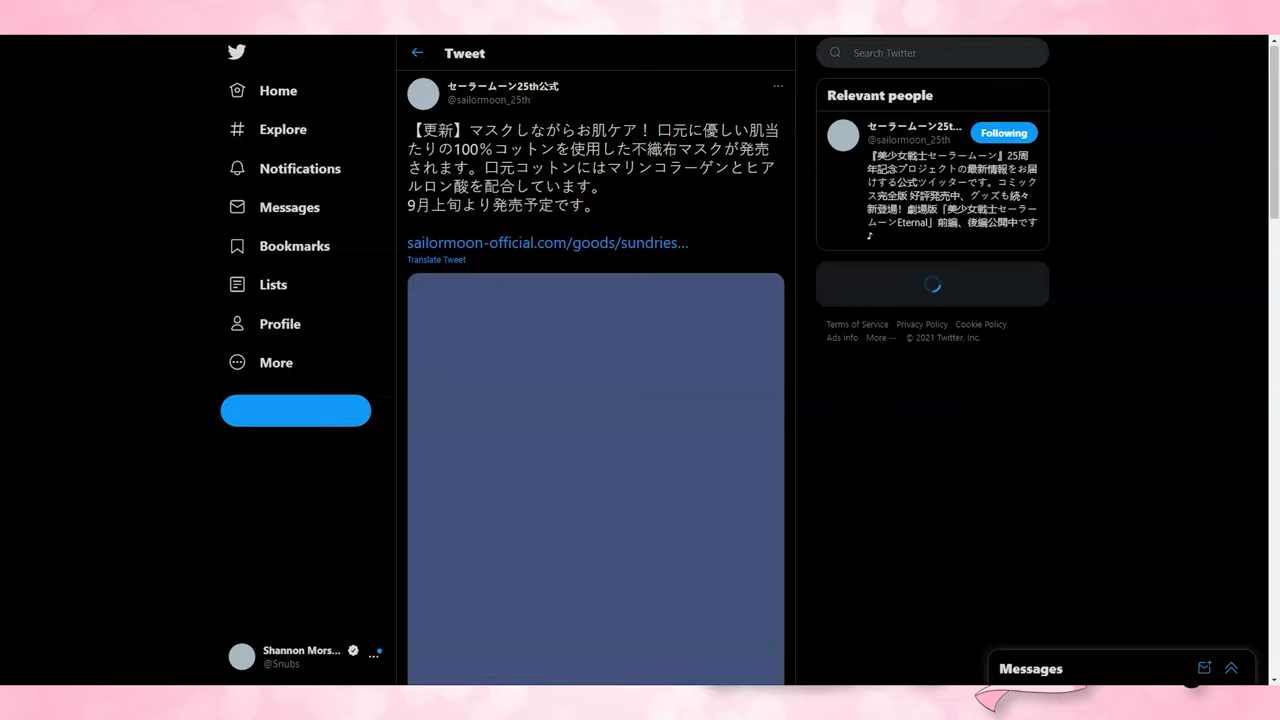 Home
Explore
Notifications
Messages
Bookmarks
Lists
Profile
More
Shannon Mors...
@Snubs
Tweet
セーラームーン25th公式
@sailormoon_25th
【更新】マスクしながらお肌ケア！ 口元に優しい肌当
たりの100％コットンを使用した不織布マスクが発売
されます。口元コットンにはマリンコラーゲンとヒア
ルロン酸を配合しています。
9月上旬より発売予定です。
sailormoon-official.com/goods/sundries...
Translate Tweet
Search Twitter
Relevant people
セーラームーン25t...
@sailormoon_25th
Following
『美少女戦士セーラームーン』25周
年記念プロジェクトの最新情報をお届
けする公式ツイッターです。コミック
ス完全版 好評発売中、グッズも続々
新登場！劇場版「美少女戦士セーラー
ムーンEternal」前編、後編公開中です
♪
Terms of Service Privacy Policy Cookie Policy
Ads info More ··· © 2021 Twitter, Inc.
Messages